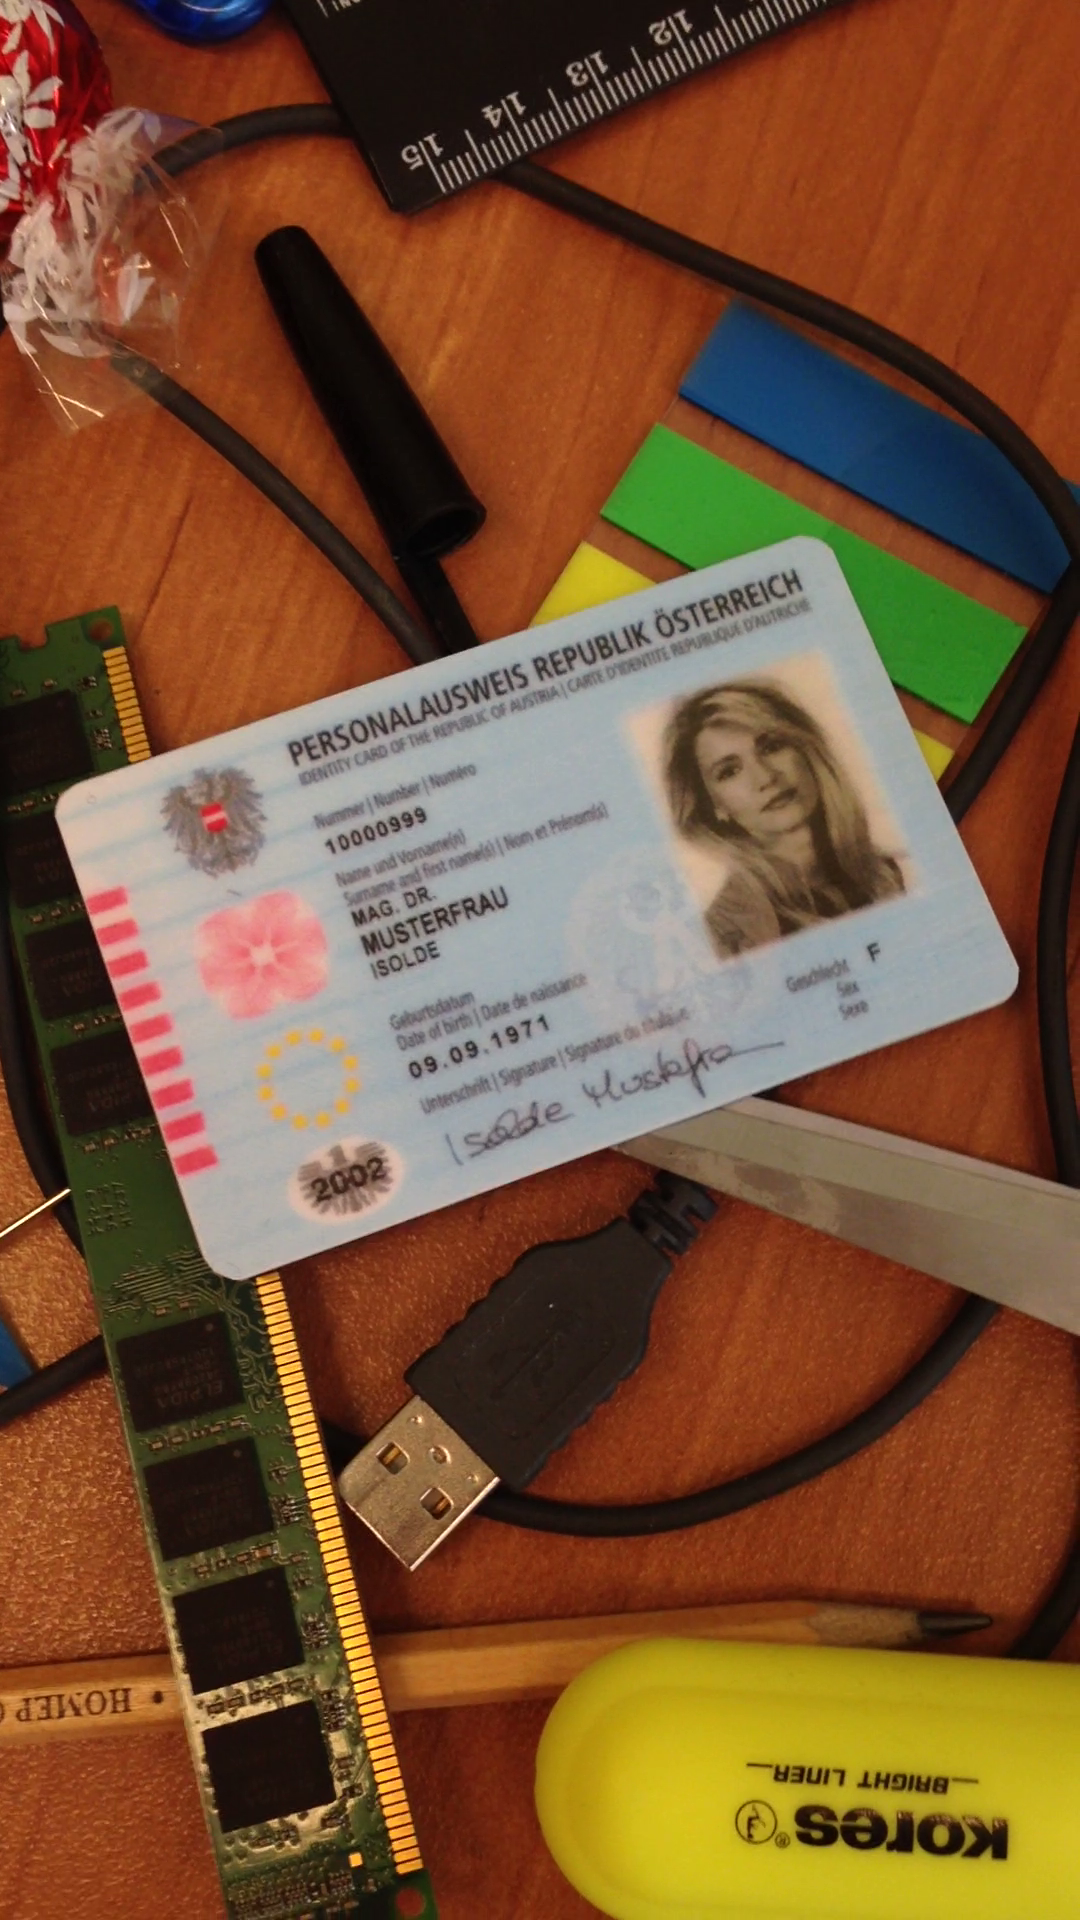 12
13
14
15
PERSONALAUSWEIS REPUBLIK ÖSTERREICH
IDENTITY CARD OF THE REPUBLIC OF AUSTRIA | CARTE D'IDENTITE REPUBLIQUE D'AUTRICHE
Nummer | Number | Numéro
10000999
Name und Vorname(n)
Surname and first name(s) | Nom et Prénom(s)
MAG. DR.
MUSTERFRAU
ISOLDE
Geburtsdatum
Date of birth | Date de naissance
09.09.1971
Geschlecht F
Sex
Sexe
Unterschrift | Signature | Signature du titulaire
Isolde Musterfrau
2002
НОМЕР
Kores®
BRIGHT LINER